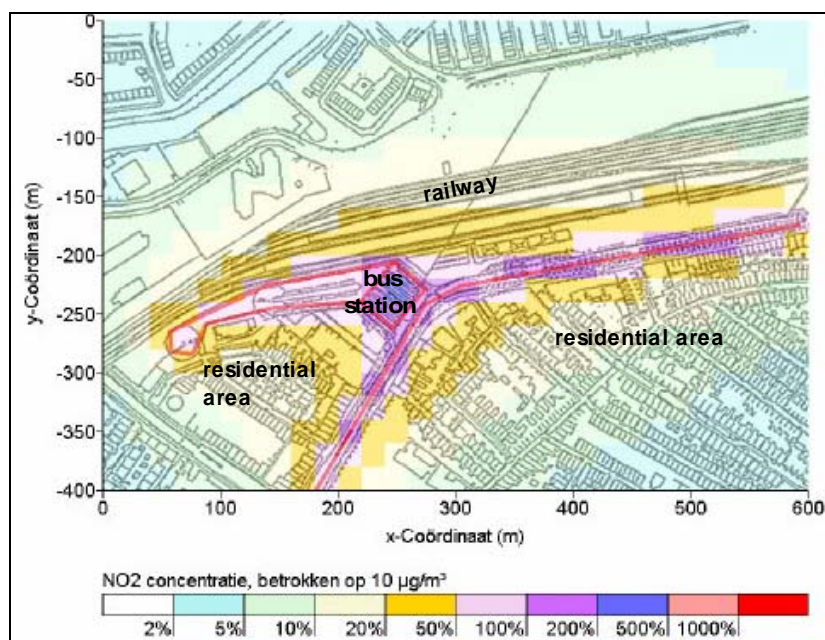 0
-50
-100
-150
-200
-250
-300
-350
-400
y-Coördinaat (m)
railway
bus
station
residential area
residential
area
0
100
200
300
400
500
600
x-Coördinaat (m)
NO2 concentratie, betrokken op 10 µg/m³
2% 5% 10% 20% 50% 100% 200% 500% 1000%